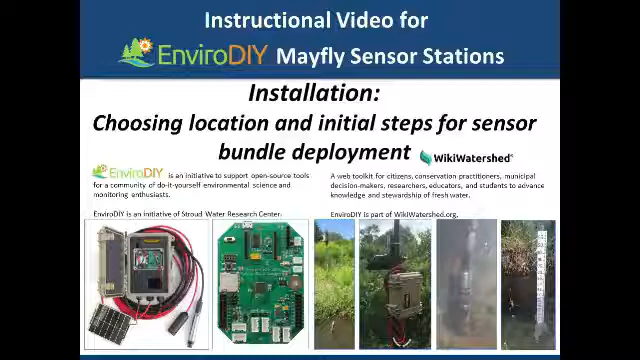 Instructional Video for
EnviroDIY Mayfly Sensor Stations
Installation:
Choosing location and initial steps for sensor
bundle deployment
WikiWatershed®
EnviroDIY is an initiative to support open-source tools
for a community of do-it-yourself environmental science and
monitoring enthusiasts.
EnviroDIY is an initiative of Stroud Water Research Center.
A web toolkit for citizens, conservation practitioners, municipal
decision-makers, researchers, educators, and students to advance
knowledge and stewardship of fresh water.
EnviroDIY is part of WikiWatershed.org.